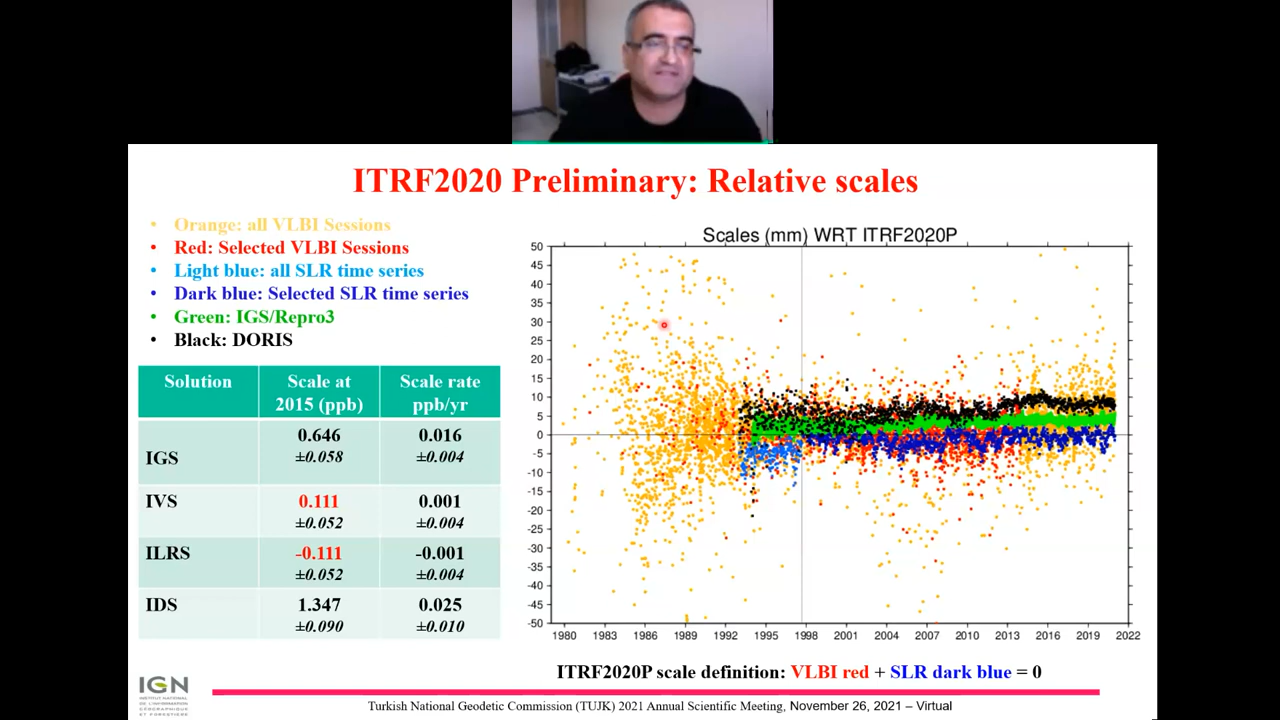 ITRF2020 Preliminary: Relative scales
• Orange: all VLBI Sessions
• Red: Selected VLBI Sessions
• Light blue: all SLR time series
• Dark blue: Selected SLR time series
• Green: IGS/Repro3
• Black: DORIS
Solution Scale at 2015 (ppb) Scale rate ppb/yr
IGS 0.646 ±0.058 0.016 ±0.004
IVS 0.111 ±0.052 0.001 ±0.004
ILRS -0.111 ±0.052 -0.001 ±0.004
IDS 1.347 ±0.090 0.025 ±0.010
Scales (mm) WRT ITRF2020P
50
45
40
35
30
25
20
15
10
5
0
-5
-10
-15
-20
-25
-30
-35
-40
-45
-50
1980 1983 1986 1989 1992 1995 1998 2001 2004 2007 2010 2013 2016 2019 2022
ITRF2020P scale definition: VLBI red + SLR dark blue = 0
IGN
INSTITUT NATIONAL
DE L'INFORMATION
GÉOGRAPHIQUE
ET FORESTIÈRE
Turkish National Geodetic Commission (TUJK) 2021 Annual Scientific Meeting, November 26, 2021 – Virtual